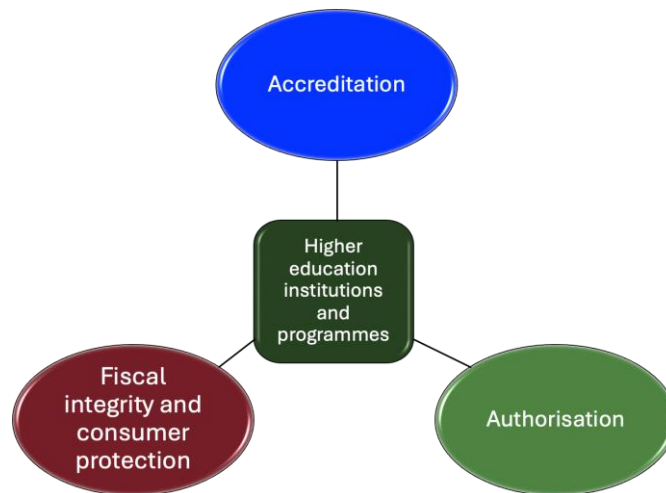 Accreditation
Higher
education
institutions
and
programmes
Fiscal
integrity and
consumer
protection
Authorisation